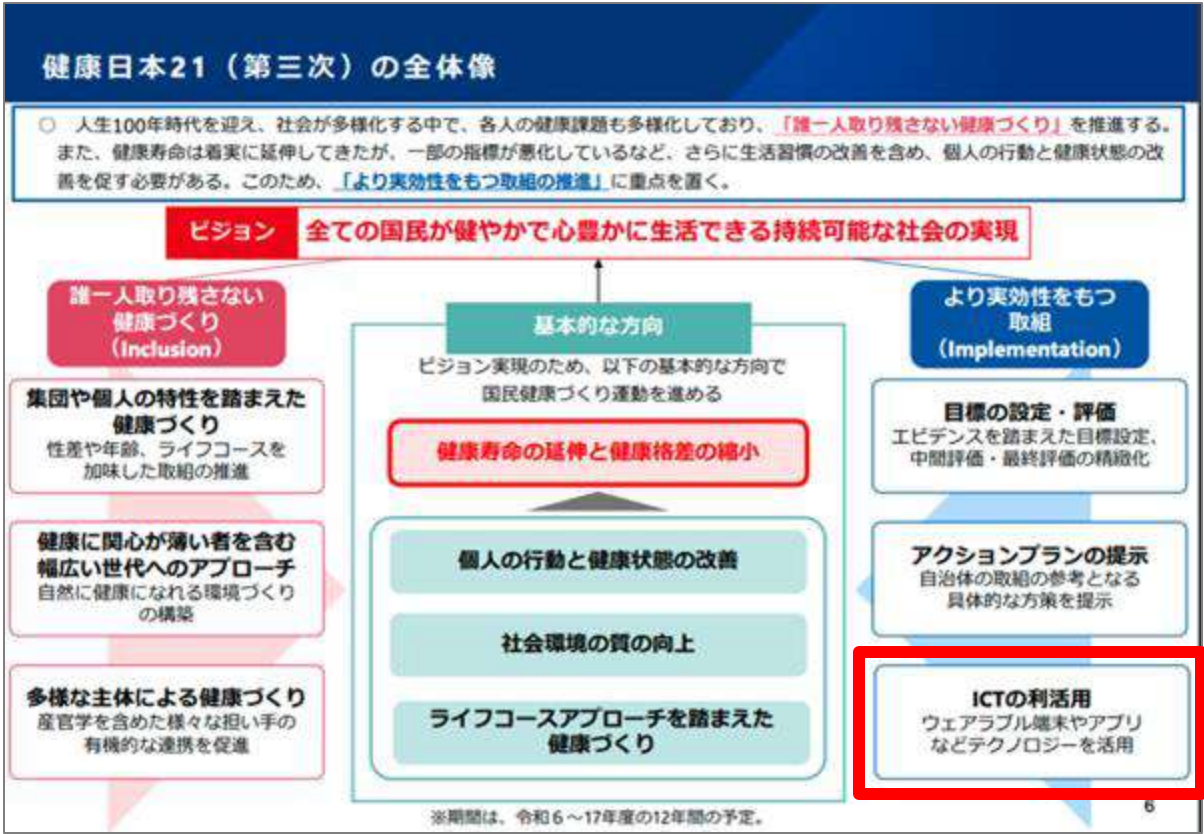 健康日本21（第三次）の全体像
○ 人生100年時代を迎え、社会が多様化する中で、各人の健康課題も多様化しており、「誰一人取り残さない健康づくり」を推進する。
また、健康寿命は着実に延伸してきたが、一部の指標が悪化しているなど、さらに生活習慣の改善を含め、個人の行動と健康状態の改
善を促す必要がある。このため、「より実効性をもつ取組の推進」に重点を置く。
ビジョン 全ての国民が健やかで心豊かに生活できる持続可能な社会の実現
誰一人取り残さない
健康づくり
（Inclusion）
集団や個人の特性を踏まえた
健康づくり
性差や年齢、ライフコースを
加味した取組の推進
健康に関心が薄い者を含む
幅広い世代へのアプローチ
自然に健康になれる環境づくり
の構築
多様な主体による健康づくり
産官学を含めた様々な担い手の
有機的な連携を促進
基本的な方向
ビジョン実現のため、以下の基本的な方向で
国民健康づくり運動を進める
健康寿命の延伸と健康格差の縮小
個人の行動と健康状態の改善
社会環境の質の向上
ライフコースアプローチを踏まえた
健康づくり
より実効性をもつ
取組
（Implementation）
目標の設定・評価
エビデンスを踏まえた目標設定、
中間評価・最終評価の精緻化
アクションプランの提示
自治体の取組の参考となる
具体的な方策を提示
ICTの利活用
ウェアラブル端末やアプリ
などテクノロジーを活用
※期間は、令和６～17年度の12年間の予定。
6